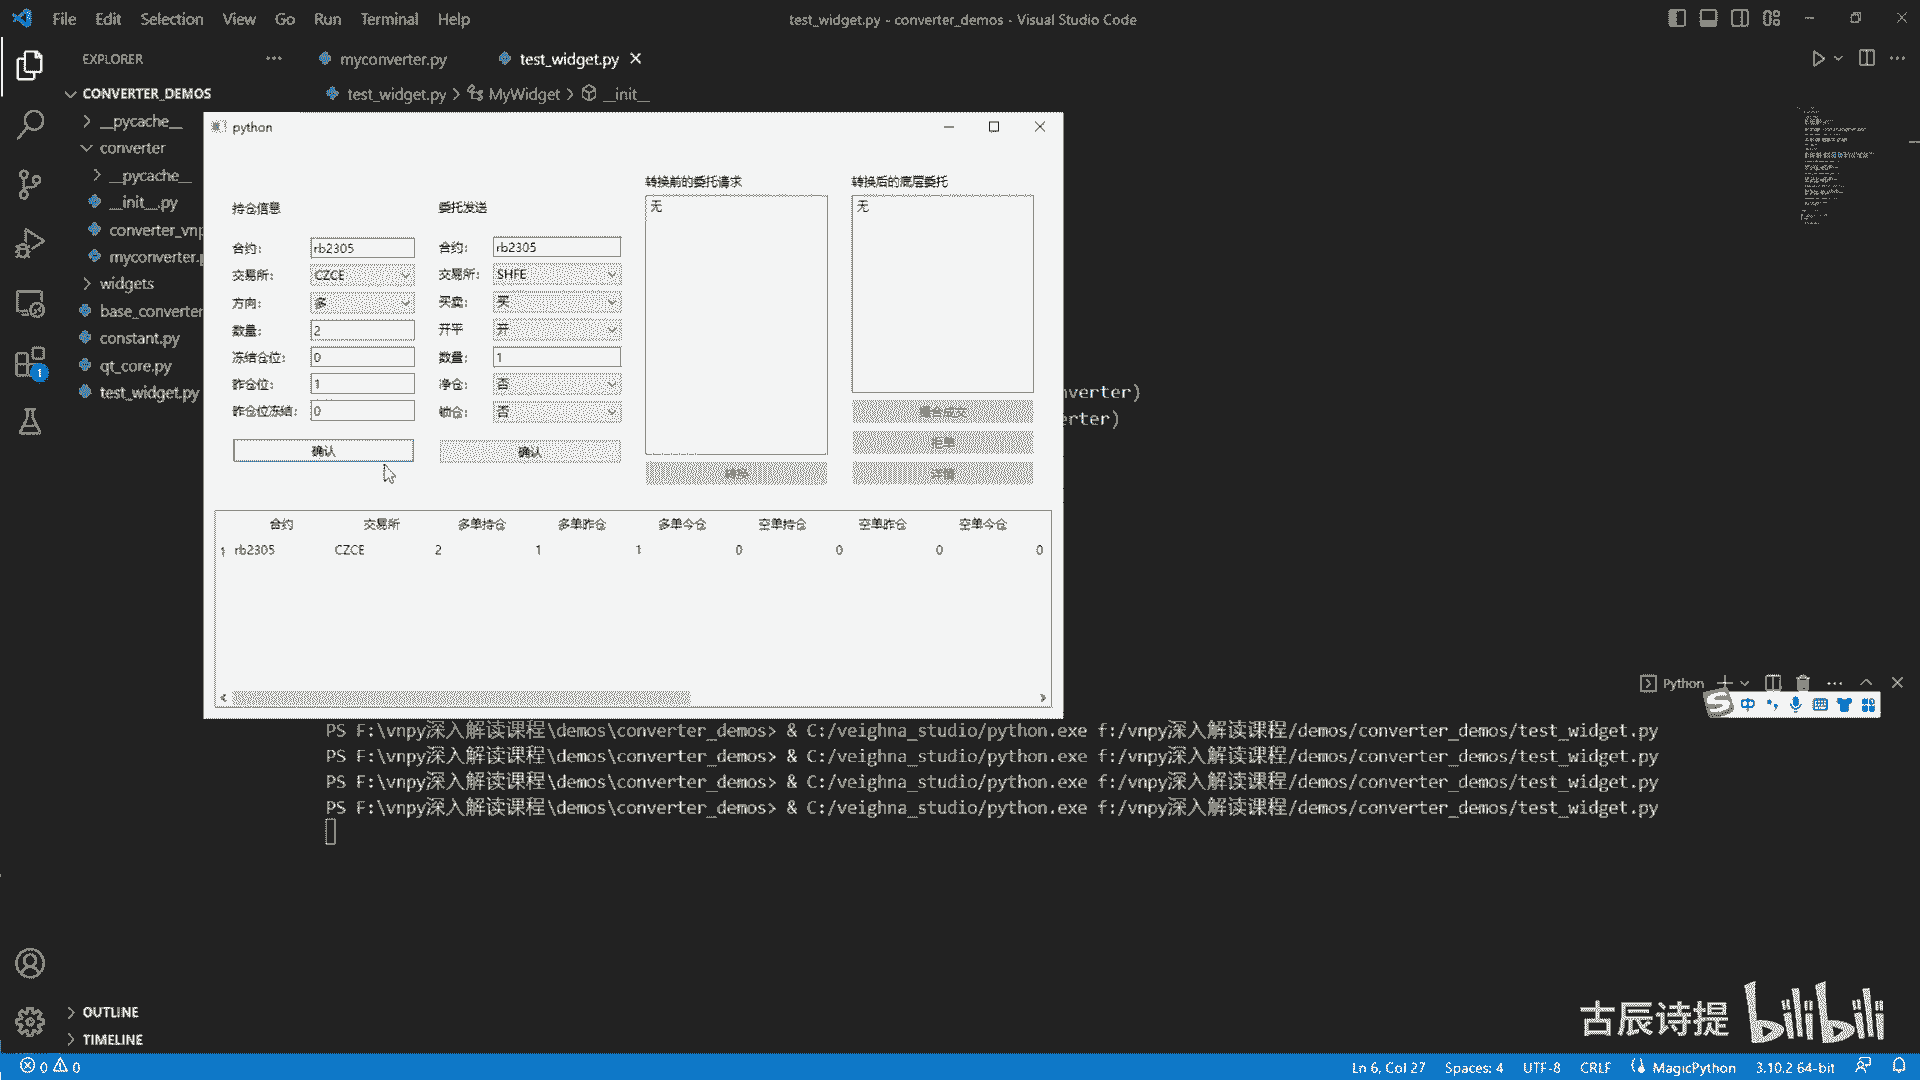 File Edit Selection View Go Run Terminal Help
test_widget.py - converter_demos - Visual Studio Code
EXPLORER
myconverter.py
test_widget.py
CONVERTER_DEMOS
test_widget.py > MyWidget > __init__
__pycache__
converter
__pycache__
__init__.py
converter_vnp
myconverter.p
widgets
base_converter
constant.py
qt_core.py
test_widget.py
1
python
持仓信息
合约: rb2305
交易所: CZCE
方向: 多
数量: 2
冻结仓位: 0
昨仓位: 1
昨仓位冻结: 0
确认
委托发送
合约: rb2305
交易所: SHFE
买卖: 买
开平 开
数量: 1
净仓: 否
锁仓: 否
确认
转换前的委托请求
无
转换
转换后的底层委托
无
撮合成交
拒单
详情
合约 交易所 多单持仓 多单昨仓 多单今仓 空单持仓 空单昨仓 空单今仓
1 rb2305 CZCE 2 1 1 0 0 0 0
nverter)
erter)
Python
中
PS F:\vnpy深入解读课程\demos\converter_demos> & C:/veighna_studio/python.exe f:/vnpy深入解读课程/demos/converter_demos/test_widget.py
PS F:\vnpy深入解读课程\demos\converter_demos> & C:/veighna_studio/python.exe f:/vnpy深入解读课程/demos/converter_demos/test_widget.py
PS F:\vnpy深入解读课程\demos\converter_demos> & C:/veighna_studio/python.exe f:/vnpy深入解读课程/demos/converter_demos/test_widget.py
PS F:\vnpy深入解读课程\demos\converter_demos> & C:/veighna_studio/python.exe f:/vnpy深入解读课程/demos/converter_demos/test_widget.py
OUTLINE
TIMELINE
古辰诗提 bilibili
0 0
Ln 6, Col 27 Spaces: 4 UTF-8 CRLF MagicPython 3.10.2 64-bit